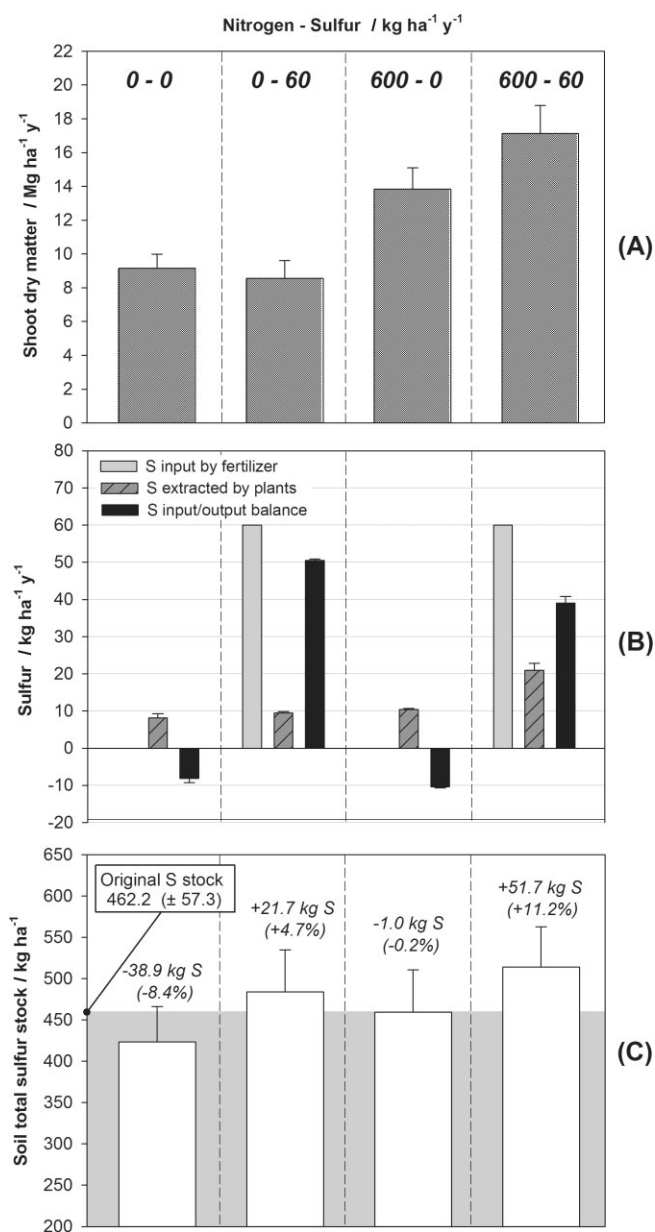 Nitrogen - Sulfur / kg ha⁻¹ y⁻¹
0 - 0
0 - 60
600 - 0
600 - 60
Shoot dry matter / Mg ha⁻¹ y⁻¹
22
20
18
16
14
12
10
8
6
4
2
0
(A)
Sulfur / kg ha⁻¹ y⁻¹
80
70
60
50
40
30
20
10
0
-10
-20
S input by fertilizer
S extracted by plants
S input/output balance
(B)
Soil total sulfur stock / kg ha⁻¹
650
600
550
500
450
400
350
300
250
200
Original S stock
462.2 (± 57.3)
-38.9 kg S
(-8.4%)
+21.7 kg S
(+4.7%)
-1.0 kg S
(-0.2%)
+51.7 kg S
(+11.2%)
(C)